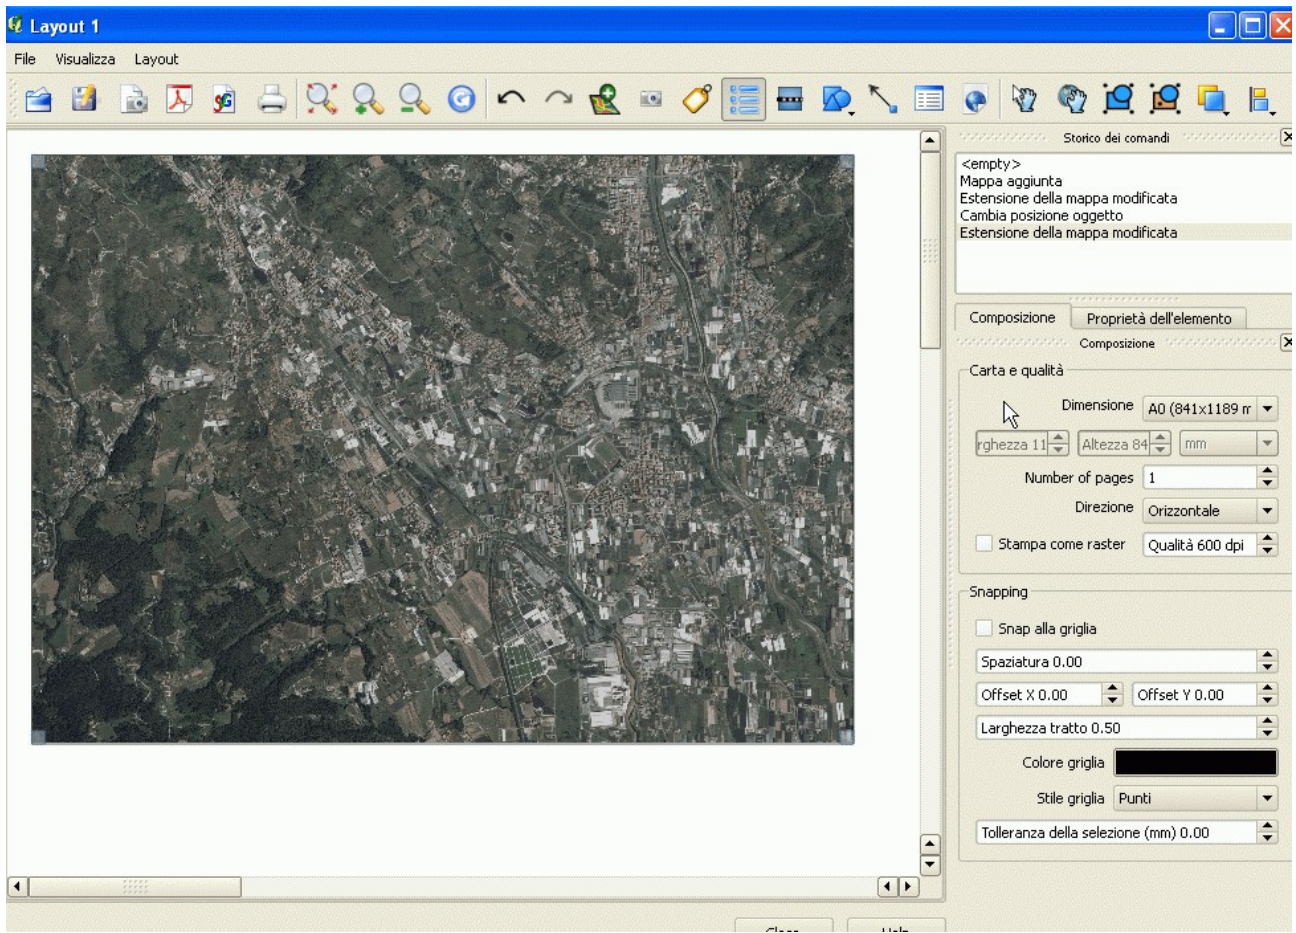 Layout 1
File Visualizza Layout
Storico dei comandi
<empty>
Mappa aggiunta
Estensione della mappa modificata
Cambia posizione oggetto
Estensione della mappa modificata
Composizione Proprietà dell'elemento
Composizione
Carta e qualità
Dimensione A0 (841x1189 m
rghezza 11 Altezza 84 mm
Number of pages 1
Direzione Orizzontale
Stampa come raster Qualità 600 dpi
Snapping
Snap alla griglia
Spaziatura 0.00
Offset X 0.00 Offset Y 0.00
Larghezza tratto 0.50
Colore griglia
Stile griglia Punti
Tolleranza della selezione (mm) 0.00
Close Help